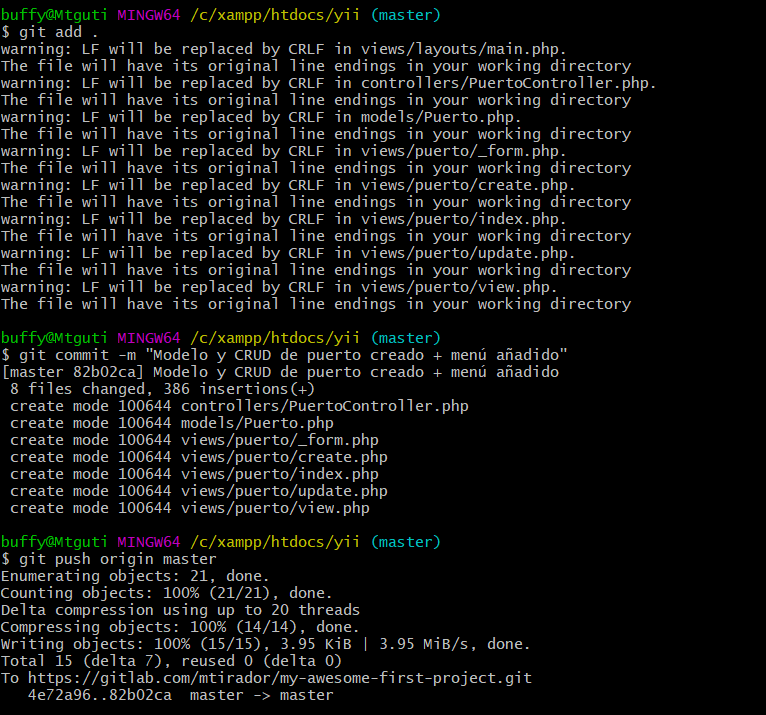 buffy@Mtguti MINGW64 /c/xampp/htdocs/yii (master)
$ git add .
warning: LF will be replaced by CRLF in views/layouts/main.php.
The file will have its original line endings in your working directory
warning: LF will be replaced by CRLF in controllers/PuertoController.php.
The file will have its original line endings in your working directory
warning: LF will be replaced by CRLF in models/Puerto.php.
The file will have its original line endings in your working directory
warning: LF will be replaced by CRLF in views/puerto/_form.php.
The file will have its original line endings in your working directory
warning: LF will be replaced by CRLF in views/puerto/create.php.
The file will have its original line endings in your working directory
warning: LF will be replaced by CRLF in views/puerto/index.php.
The file will have its original line endings in your working directory
warning: LF will be replaced by CRLF in views/puerto/update.php.
The file will have its original line endings in your working directory
warning: LF will be replaced by CRLF in views/puerto/view.php.
The file will have its original line endings in your working directory
buffy@Mtguti MINGW64 /c/xampp/htdocs/yii (master)
$ git commit -m "Modelo y CRUD de puerto creado + menú añadido"
[master 82b02ca] Modelo y CRUD de puerto creado + menú añadido
 8 files changed, 386 insertions(+)
 create mode 100644 controllers/PuertoController.php
 create mode 100644 models/Puerto.php
 create mode 100644 views/puerto/_form.php
 create mode 100644 views/puerto/create.php
 create mode 100644 views/puerto/index.php
 create mode 100644 views/puerto/update.php
 create mode 100644 views/puerto/view.php
buffy@Mtguti MINGW64 /c/xampp/htdocs/yii (master)
$ git push origin master
Enumerating objects: 21, done.
Counting objects: 100% (21/21), done.
Delta compression using up to 20 threads
Compressing objects: 100% (14/14), done.
Writing objects: 100% (15/15), 3.95 KiB | 3.95 MiB/s, done.
Total 15 (delta 7), reused 0 (delta 0)
To https://gitlab.com/mtirador/my-awesome-first-project.git
   4e72a96..82b02ca  master -> master